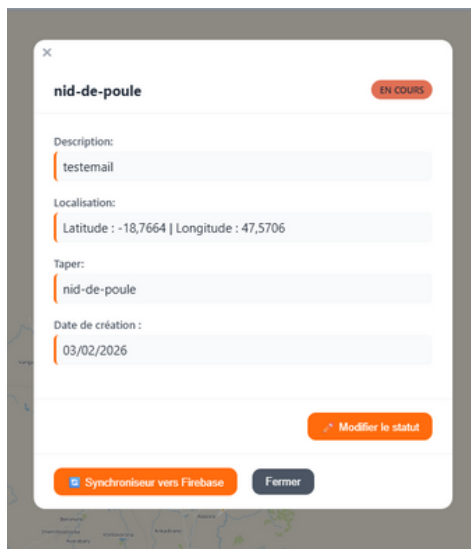 ×
nid-de-poule
EN COURS
Description:
testemail
Localisation:
Latitude : -18,7664 | Longitude : 47,5706
Taper:
nid-de-poule
Date de création :
03/02/2026
Modifier le statut
Synchroniseur vers Firebase
Fermer